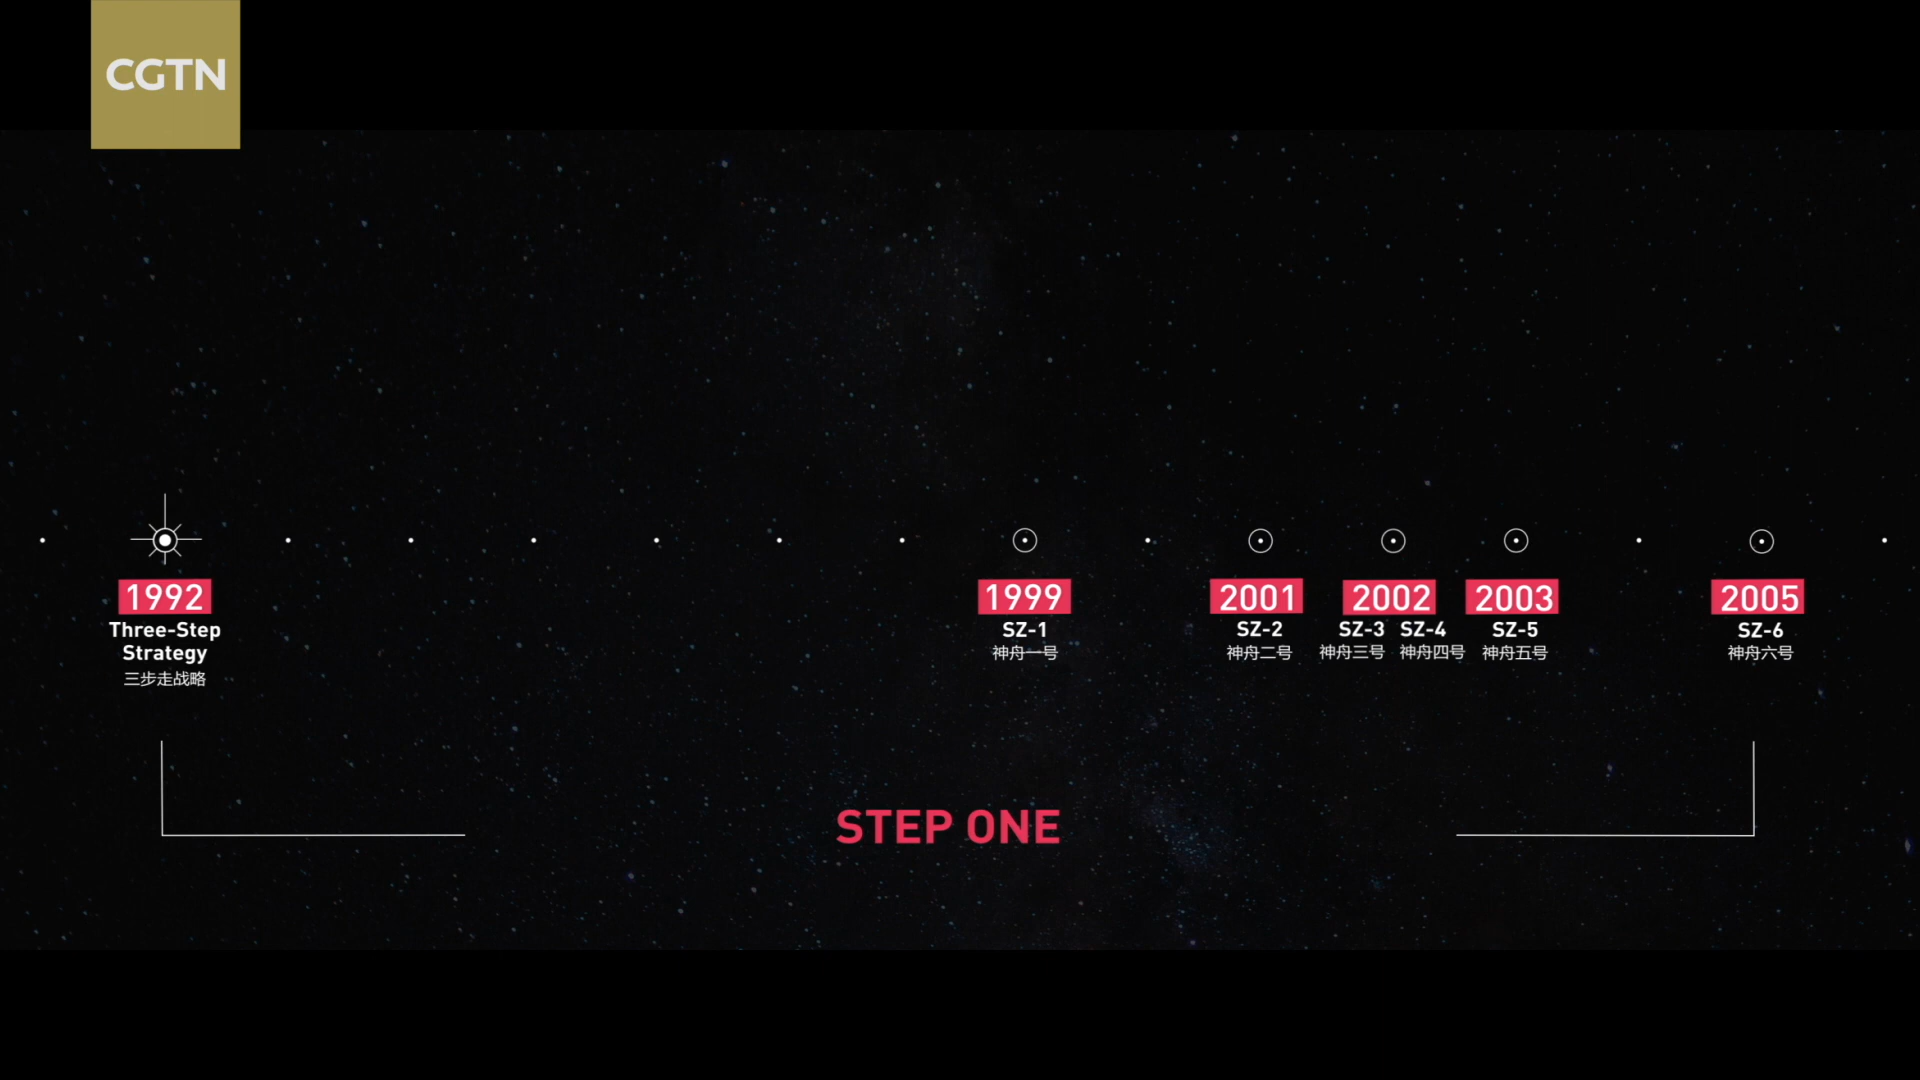 CGTN
1992
Three-Step
Strategy
三步走战略
1999
SZ-1
神舟一号
2001
SZ-2
神舟二号
2002
SZ-3 SZ-4
神舟三号 神舟四号
2003
SZ-5
神舟五号
2005
SZ-6
神舟六号
STEP ONE